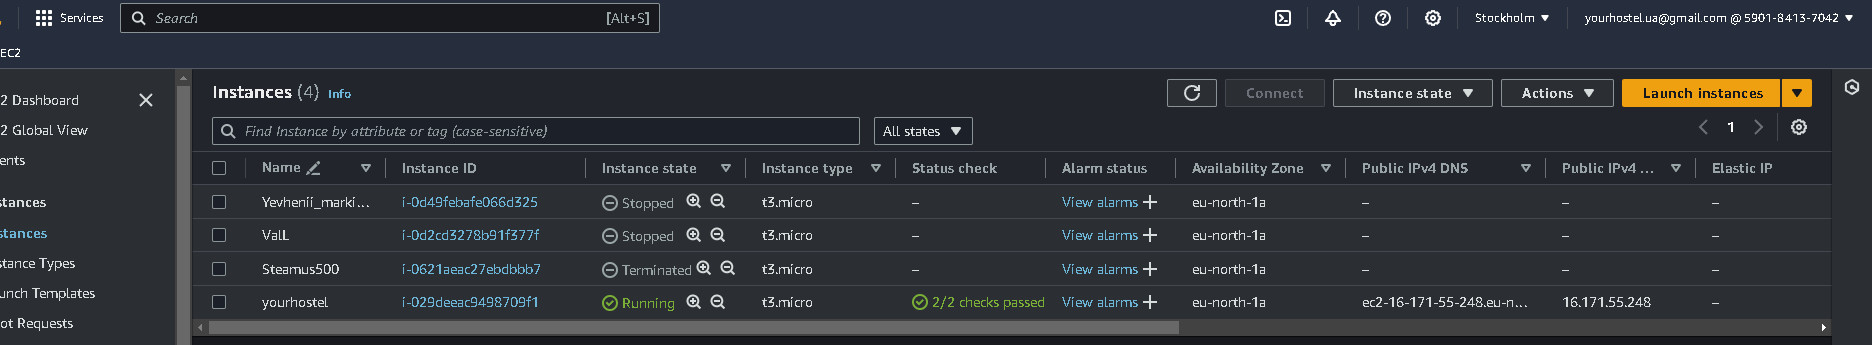 Services Search [Alt+S] Stockholm yourhostel.ua@gmail.com @ 5901-8413-7042
EC2
2 Dashboard
2 Global View
ents
stances
stances
stance Types
unch Templates
ot Requests
Instances (4) Info Connect Instance state Actions Launch instances
Find Instance by attribute or tag (case-sensitive) All states 1
Name Instance ID Instance state Instance type Status check Alarm status Availability Zone Public IPv4 DNS Public IPv4 ... Elastic IP
Yevhenii_marki... i-0d49febafe066d325 Stopped t3.micro – View alarms + eu-north-1a – – –
ValL i-0d2cd3278b91f377f Stopped t3.micro – View alarms + eu-north-1a – – –
Steamus500 i-0621aeac27ebdbbb7 Terminated t3.micro – View alarms + eu-north-1a – – –
yourhostel i-029deeac9498709f1 Running t3.micro 2/2 checks passed View alarms + eu-north-1a ec2-16-171-55-248.eu-n... 16.171.55.248 –